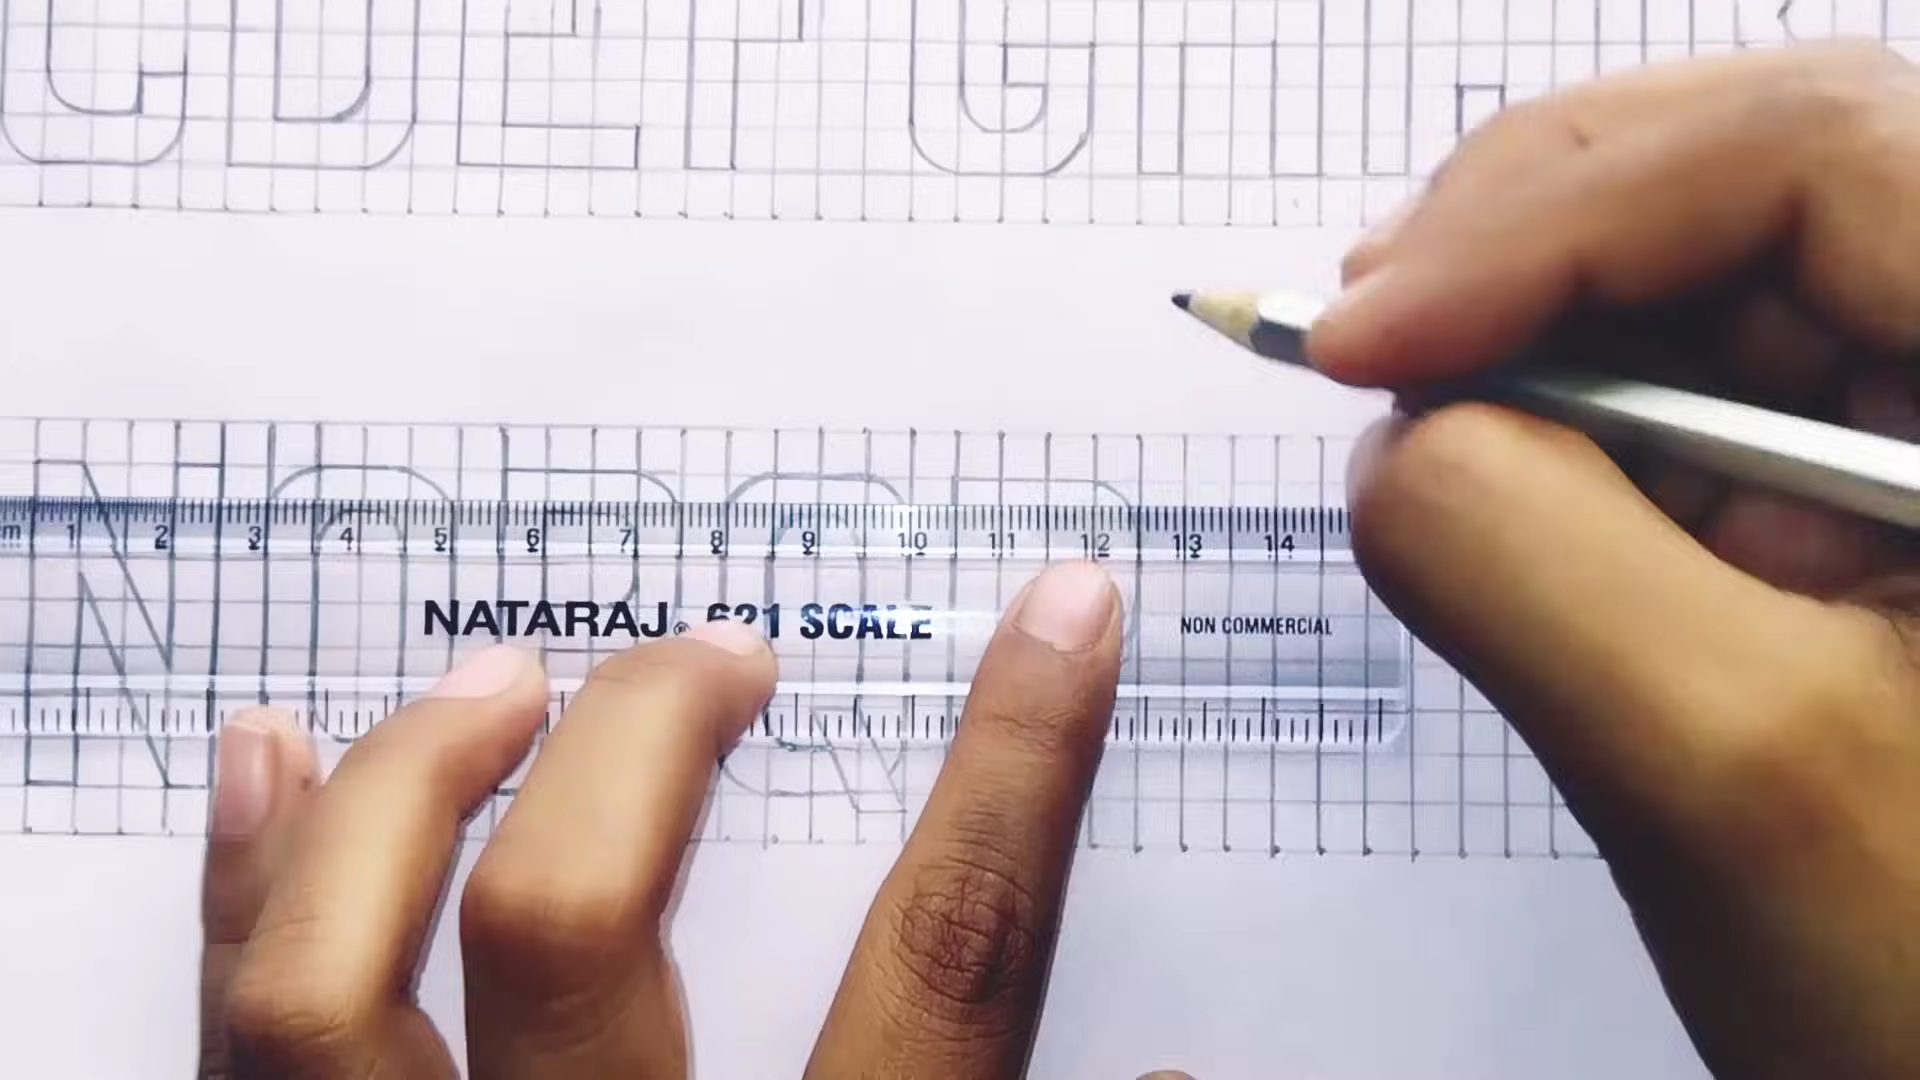 C D E F G H
N O P Q R
m 1 2 3 4 5 6 7 8 9 10 11 12 13 14
NATARAJ® 621 SCALE NON COMMERCIAL